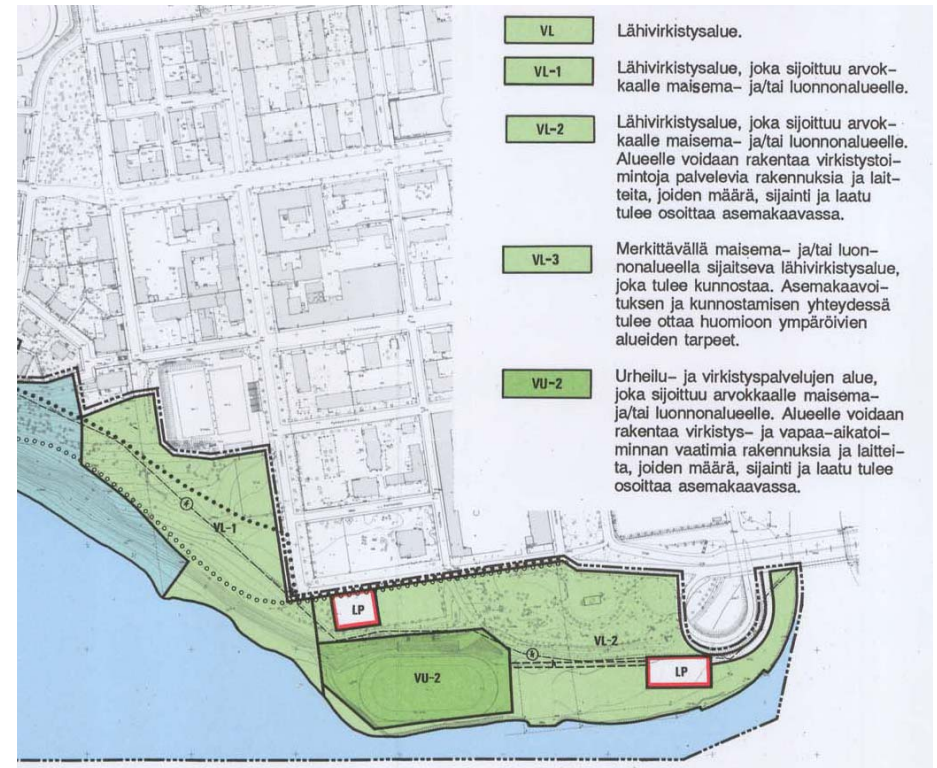 VL
Lähivirkistysalue.
VL-1
Lähivirkistysalue, joka sijoittuu arvok-
kaalle maisema- ja/tai luonnonalueelle.
VL-2
Lähivirkistysalue, joka sijoittuu arvok-
kaalle maisema- ja/tai luonnonalueelle.
Alueelle voidaan rakentaa virkistystoi-
mintoja palvelevia rakennuksia ja lait-
teita, joiden määrä, sijainti ja laatu
tulee osoittaa asemakaavassa.
VL-3
Merkittävällä maisema- ja/tai luon-
nonalueella sijaitseva lähivirkistysalue,
joka tulee kunnostaa. Asemakaavoi-
tuksen ja kunnostamisen yhteydessä
tulee ottaa huomioon ympäröivien
alueiden tarpeet.
VU-2
Urheilu- ja virkistyspalvelujen alue,
joka sijoittuu arvokkaalle maisema-
ja/tai luonnonalueelle. Alueelle voidaan
rakentaa virkistys- ja vapaa-aikatoi-
minnan vaatimia rakennuksia ja laittei-
ta, joiden määrä, sijainti ja laatu tulee
osoittaa asemakaavassa.
VL-1
LP
VL-2
VU-2
LP